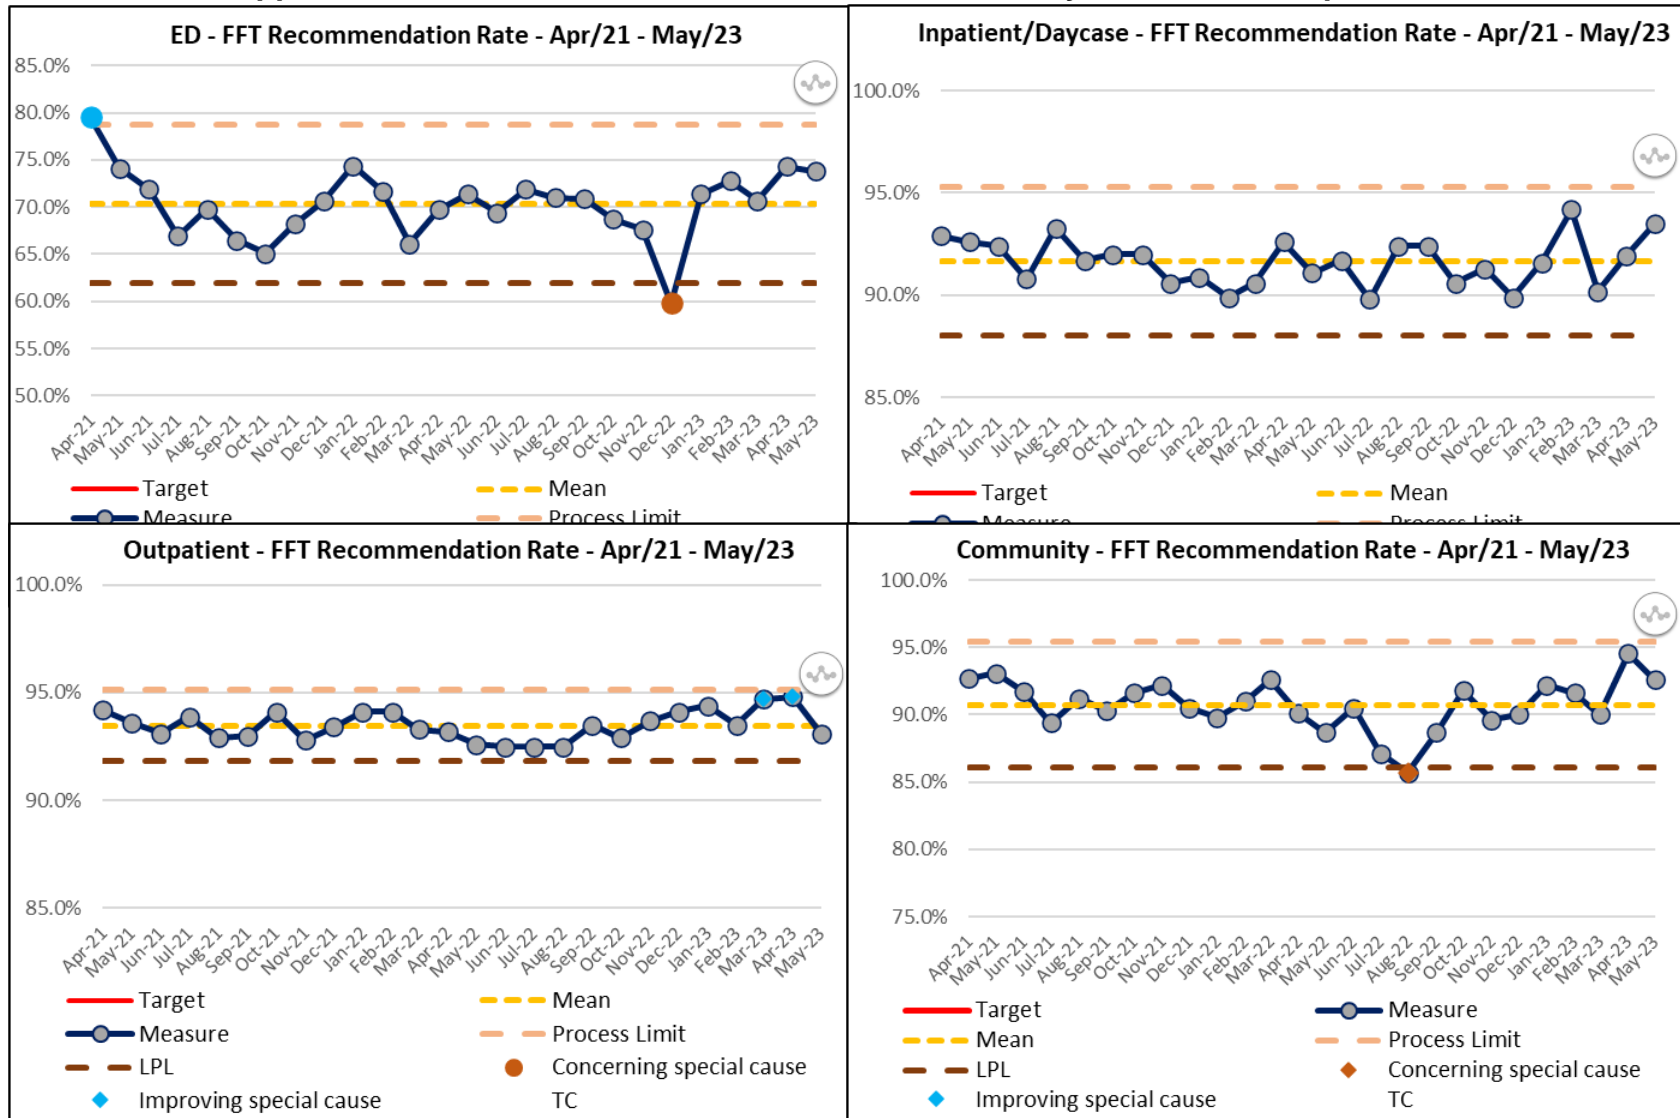 ED - FFT Recommendation Rate - Apr/21 - May/23
85.0%
80.0%
75.0%
70.0%
65.0%
60.0%
55.0%
50.0%
Apr-21 May-21 Jun-21 Jul-21 Aug-21 Sep-21 Oct-21 Nov-21 Dec-21 Jan-22 Feb-22 Mar-22 Apr-22 May-22 Jun-22 Jul-22 Aug-22 Sep-22 Oct-22 Nov-22 Dec-22 Jan-23 Feb-23 Mar-23 Apr-23 May-23
Target Mean
Measure Process Limit
Inpatient/Daycase - FFT Recommendation Rate - Apr/21 - May/23
100.0%
95.0%
90.0%
85.0%
Apr-21 May-21 Jun-21 Jul-21 Aug-21 Sep-21 Oct-21 Nov-21 Dec-21 Jan-22 Feb-22 Mar-22 Apr-22 May-22 Jun-22 Jul-22 Aug-22 Sep-22 Oct-22 Nov-22 Dec-22 Jan-23 Feb-23 Mar-23 Apr-23 May-23
Target Mean
Measure Process Limit
Outpatient - FFT Recommendation Rate - Apr/21 - May/23
100.0%
95.0%
90.0%
85.0%
Apr-21 May-21 Jun-21 Jul-21 Aug-21 Sep-21 Oct-21 Nov-21 Dec-21 Jan-22 Feb-22 Mar-22 Apr-22 May-22 Jun-22 Jul-22 Aug-22 Sep-22 Oct-22 Nov-22 Dec-22 Jan-23 Feb-23 Mar-23 Apr-23 May-23
Target Mean
Measure Process Limit
LPL Concerning special cause
Improving special cause TC
Community - FFT Recommendation Rate - Apr/21 - May/23
100.0%
95.0%
90.0%
85.0%
80.0%
75.0%
Apr-21 May-21 Jun-21 Jul-21 Aug-21 Sep-21 Oct-21 Nov-21 Dec-21 Jan-22 Feb-22 Mar-22 Apr-22 May-22 Jun-22 Jul-22 Aug-22 Sep-22 Oct-22 Nov-22 Dec-22 Jan-23 Feb-23 Mar-23 Apr-23 May-23
Target Measure
Mean Process Limit
LPL Concerning special cause
Improving special cause TC